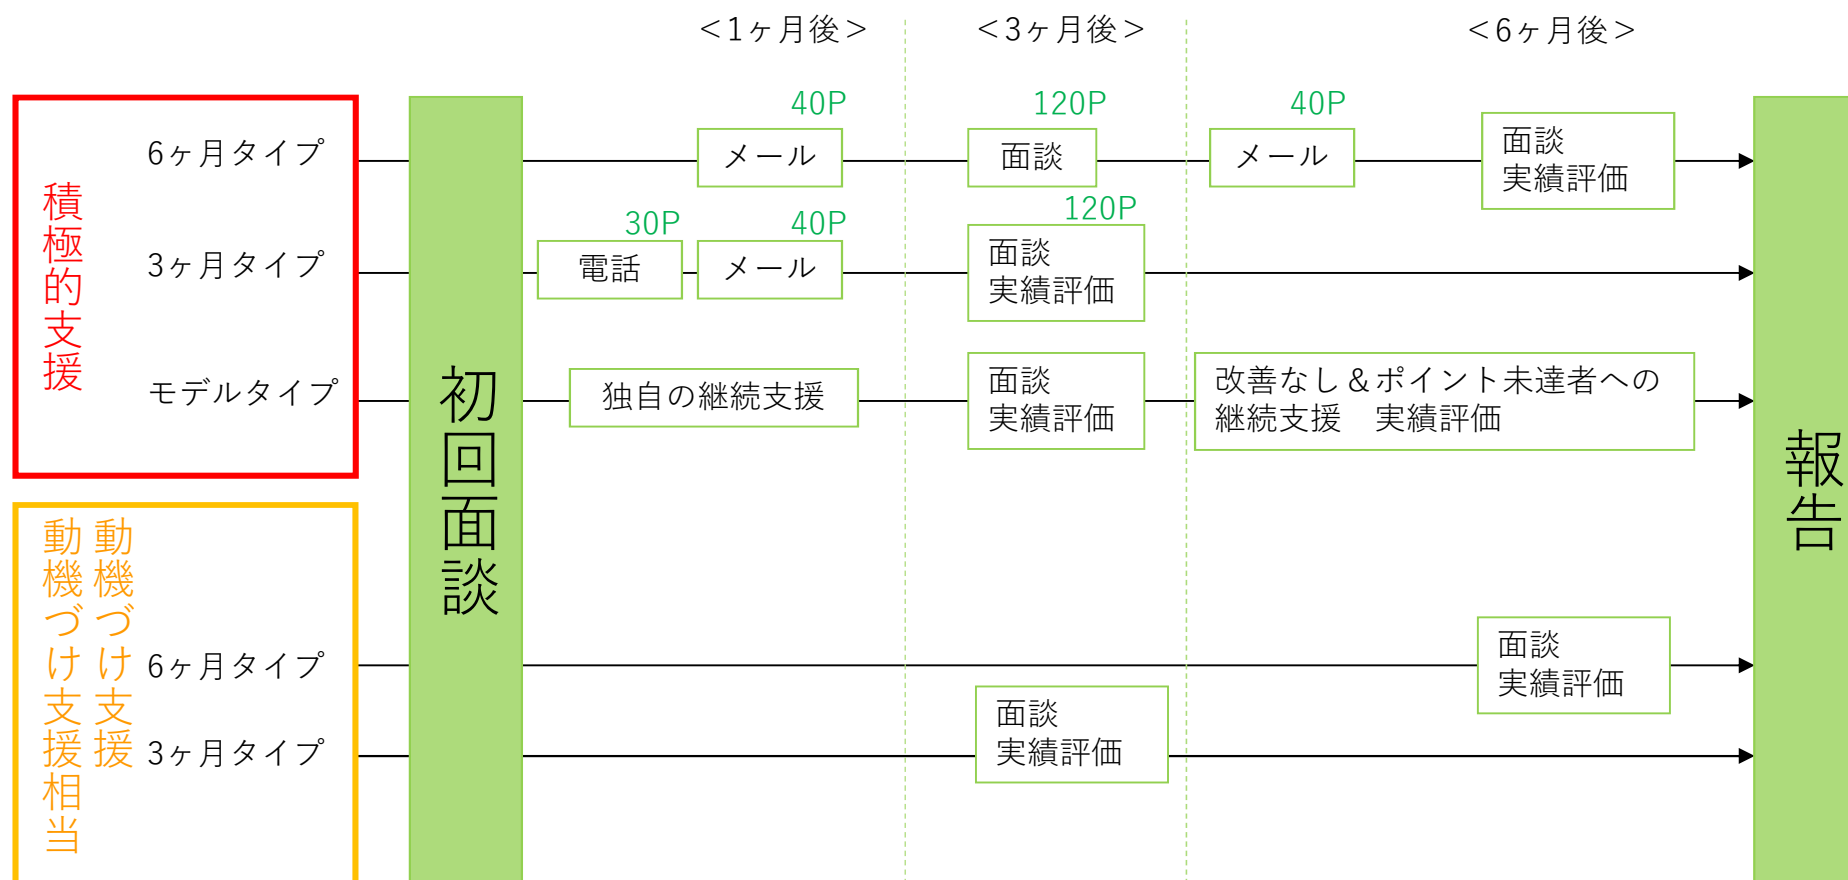 ＜1ヶ月後＞
＜3ヶ月後＞
＜6ヶ月後＞
積極的支援
6ヶ月タイプ
40P
メール
120P
面談
40P
メール
面談
実績評価
3ヶ月タイプ
30P
電話
40P
メール
120P
面談
実績評価
モデルタイプ
独自の継続支援
面談
実績評価
改善なし＆ポイント未達者への
継続支援　実績評価
初回面談
報告
動機づけ支援
動機づけ支援相当
6ヶ月タイプ
面談
実績評価
3ヶ月タイプ
面談
実績評価